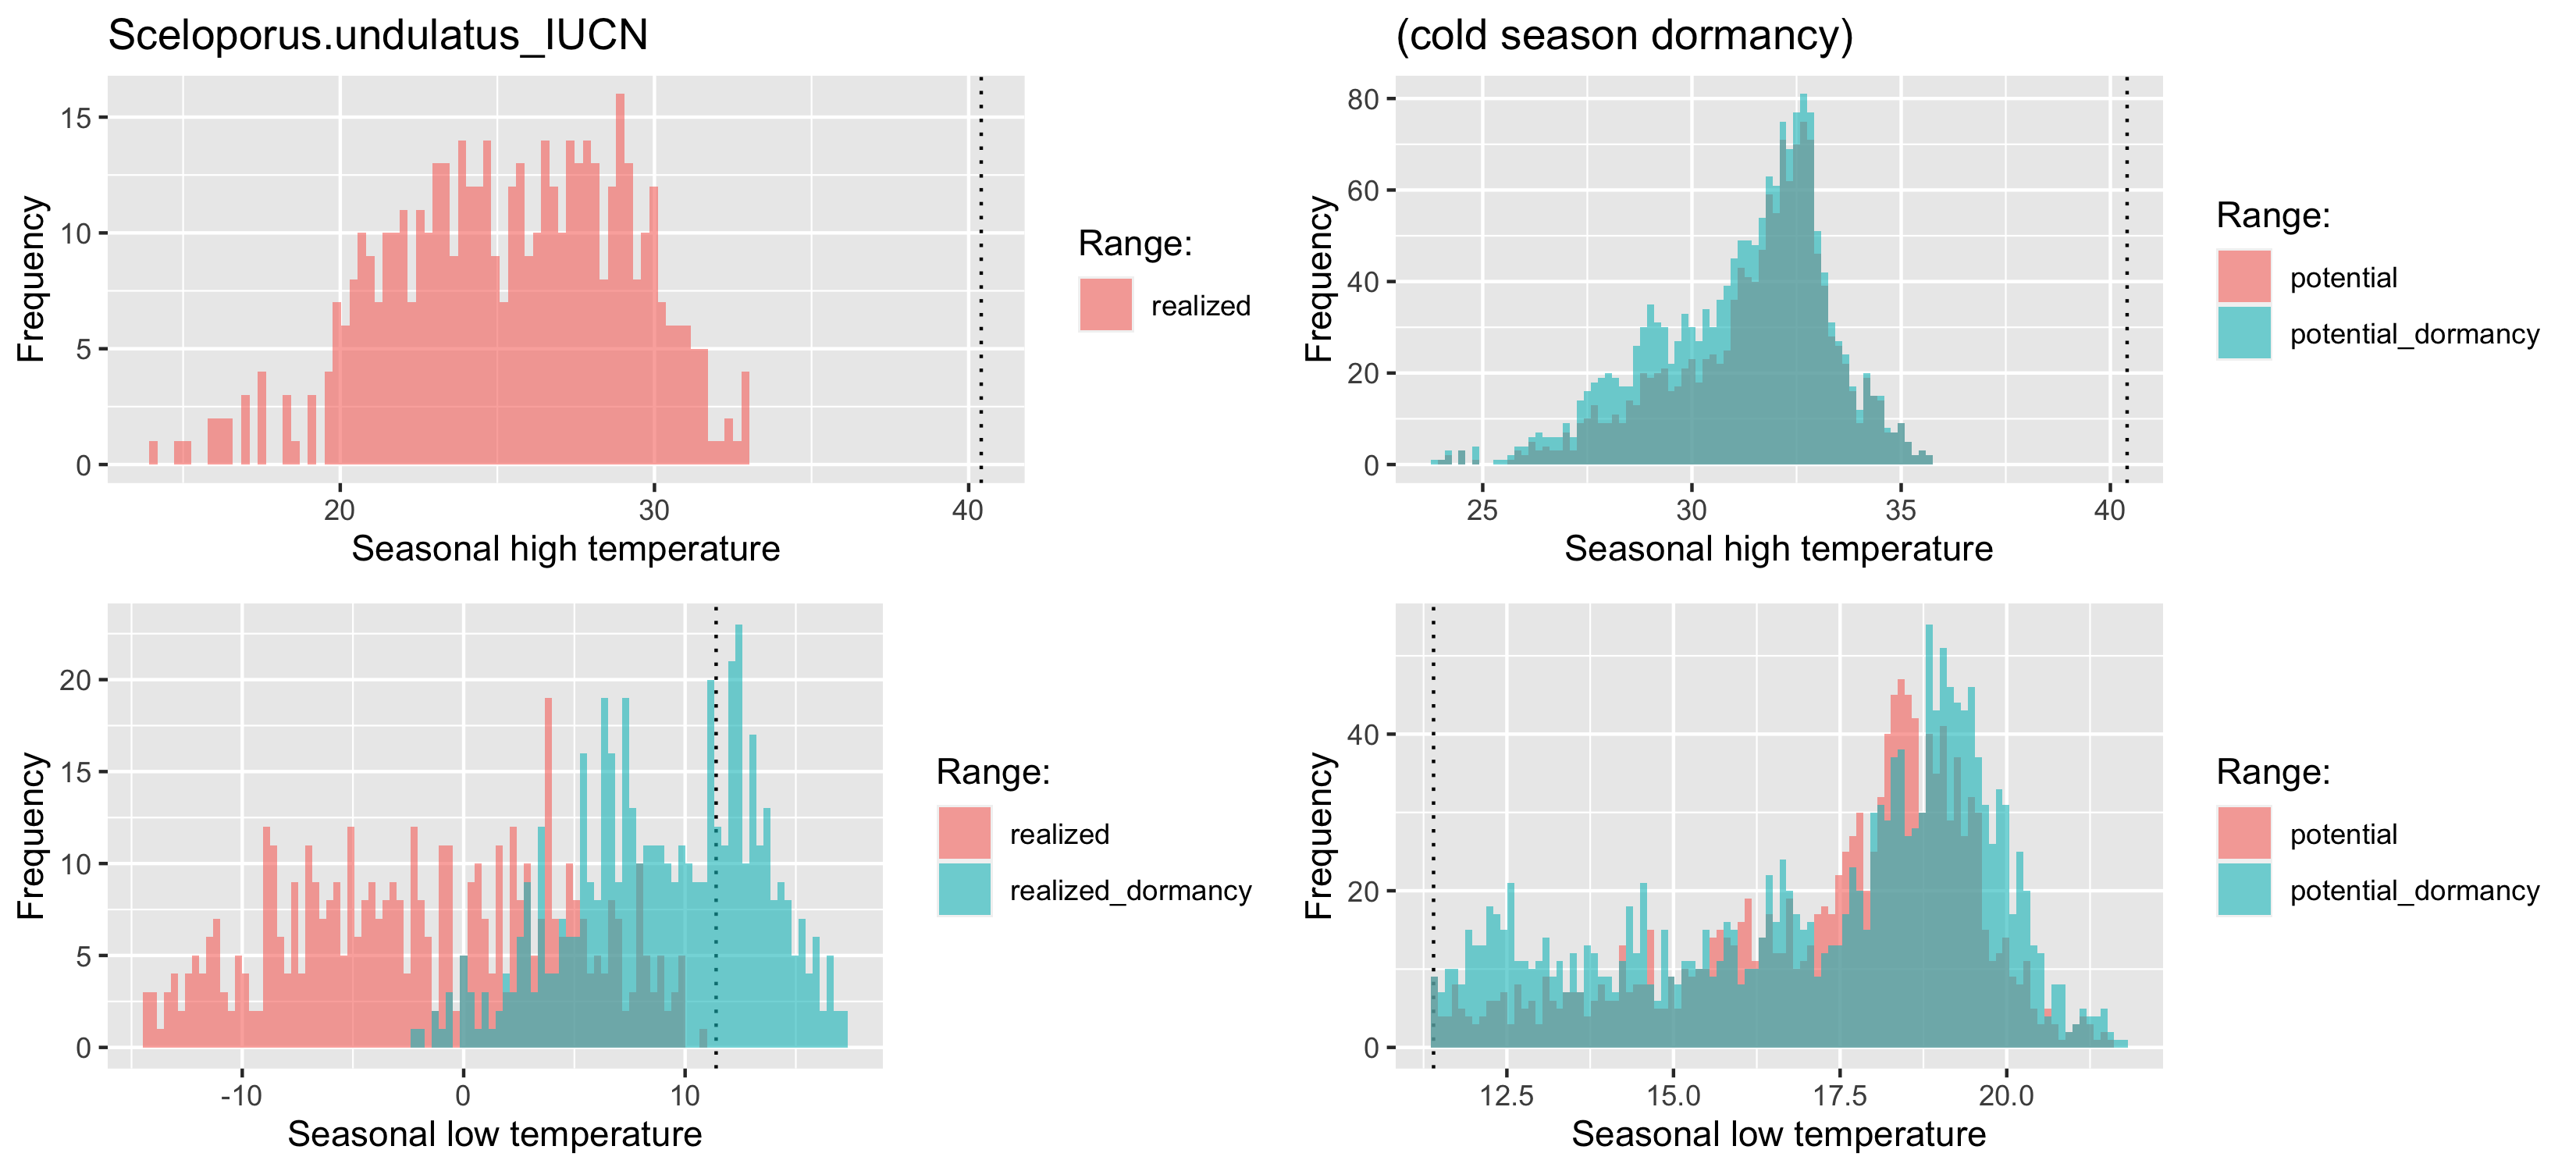 Sceloporus.undulatus_IUCN
Frequency
15
10
5
0
20 30 40
Seasonal high temperature
Range:
realized
(cold season dormancy)
Frequency
80
60
40
20
0
25 30 35 40
Seasonal high temperature
Range:
potential
potential_dormancy
Frequency
20
15
10
5
0
-10 0 10
Seasonal low temperature
Range:
realized
realized_dormancy
Frequency
40
20
0
12.5 15.0 17.5 20.0
Seasonal low temperature
Range:
potential
potential_dormancy